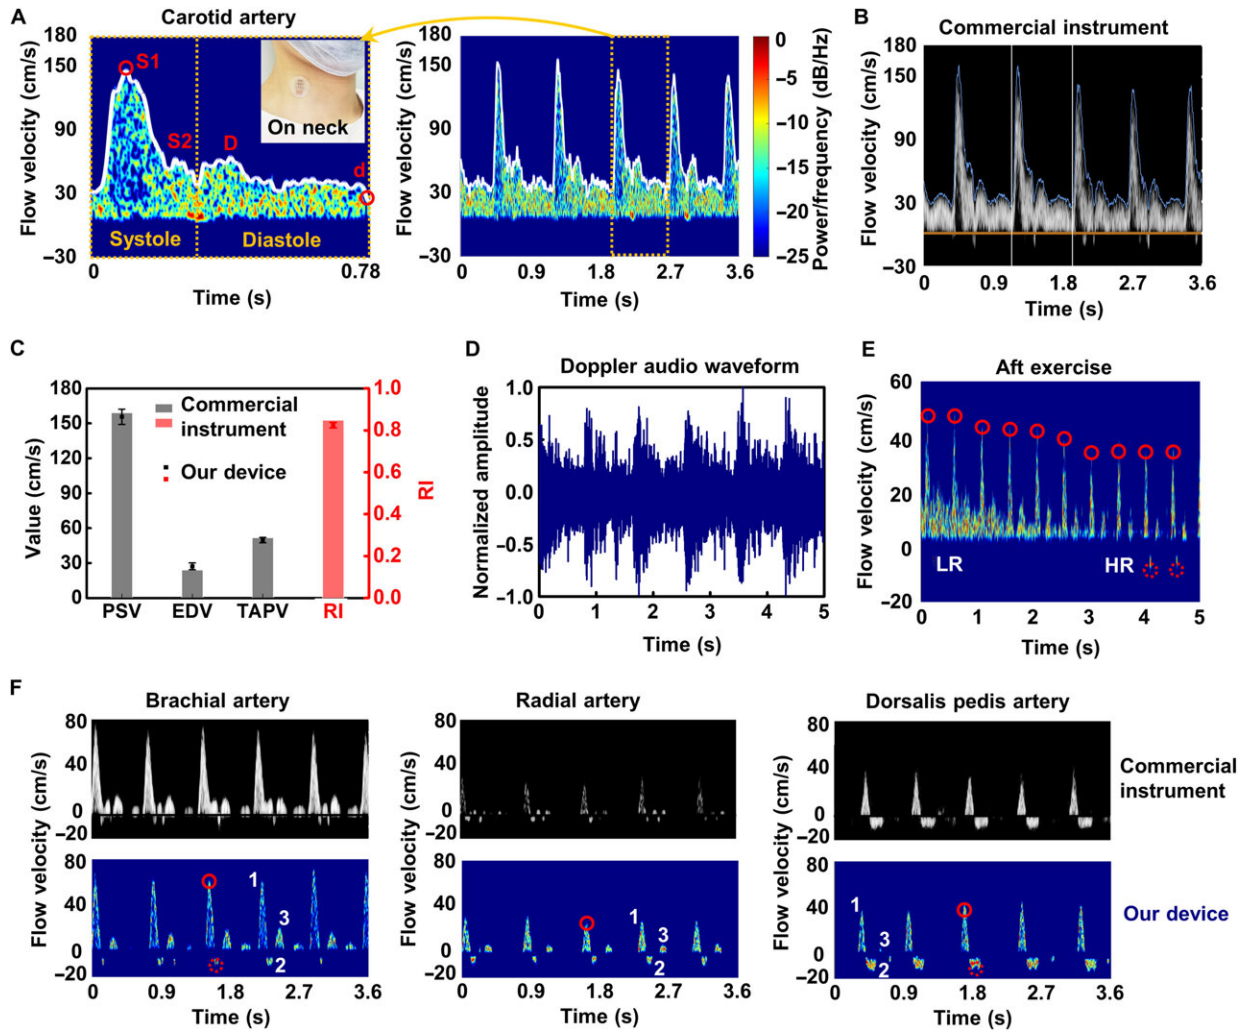 A
Carotid artery
Flow velocity (cm/s)
180
150
90
30
−30
S1
S2
D
d
On neck
Systole
Diastole
0
0.78
Time (s)
Flow velocity (cm/s)
180
150
90
30
−30
0
0.9
1.8
2.7
3.6
Time (s)
0
−5
−10
−15
−20
−25
Power/frequency (dB/Hz)
B
Commercial instrument
Flow velocity (cm/s)
180
150
90
30
−30
0
0.9
1.8
2.7
3.6
Time (s)
C
Value (cm/s)
180
150
120
90
60
30
0
Commercial
instrument
Our device
PSV
EDV
TAPV
RI
1.0
0.8
0.6
0.4
0.2
0.0
RI
D
Doppler audio waveform
Normalized amplitude
1.0
0.5
0.0
−0.5
−1.0
0
1
2
3
4
5
Time (s)
E
Aft exercise
Flow velocity (cm/s)
60
40
20
0
−20
LR
HR
0
1
2
3
4
5
Time (s)
F
Brachial artery
Radial artery
Dorsalis pedis artery
Flow velocity (cm/s)
80
40
0
−20
80
40
0
−20
1
3
2
0
0.9
1.8
2.7
3.6
Time (s)
Flow velocity (cm/s)
80
40
0
−20
80
40
0
−20
1
3
2
0
0.9
1.8
2.7
3.6
Time (s)
Flow velocity (cm/s)
80
40
0
−20
80
40
0
−20
1
3
2
0
0.9
1.8
2.7
3.6
Time (s)
Commercial
instrument
Our device